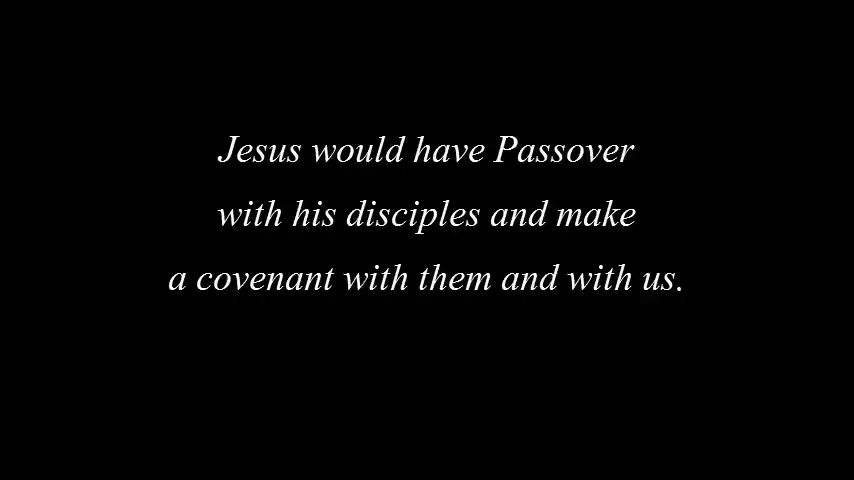 Jesus would have Passover
with his disciples and make
a covenant with them and with us.